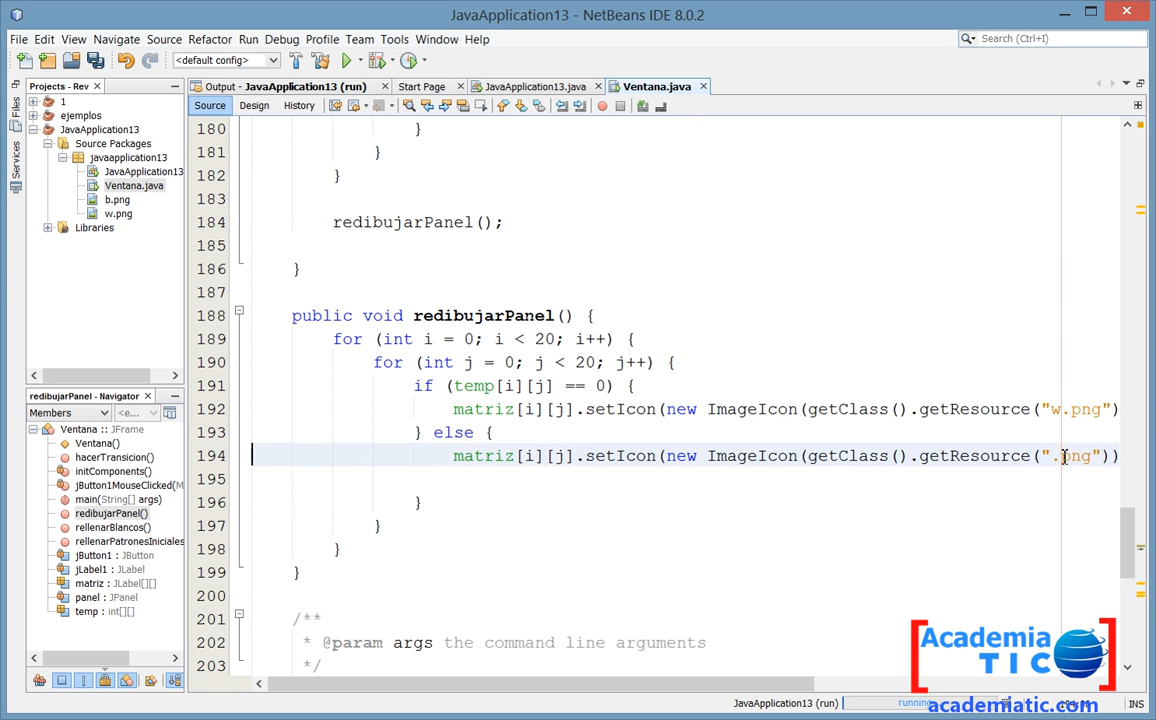 JavaApplication13 - NetBeans IDE 8.0.2
File Edit View Navigate Source Refactor Run Debug Profile Team Tools Window Help
Search (Ctrl+I)
<default config>
Projects - Rev
Output - JavaApplication13 (run)
Start Page
JavaApplication13.java
Ventana.java
Source
Design
History
Files
Services
1
ejemplos
JavaApplication13
Source Packages
javaapplication13
JavaApplication13
Ventana.java
b.png
w.png
Libraries
redibujarPanel - Navigator
Members
<e...
Ventana :: JFrame
Ventana()
hacerTransicion()
initComponents()
jButton1MouseClicked(M
main(String[] args)
redibujarPanel()
rellenarBlancos()
rellenarPatronesIniciales
jButton1 : JButton
jLabel1 : JLabel
matriz : JLabel[][]
panel : JPanel
temp : int[][]
180 }
181 }
182 }
183
184 redibujarPanel();
185
186 }
187
188 public void redibujarPanel() {
189 for (int i = 0; i < 20; i++) {
190 for (int j = 0; j < 20; j++) {
191 if (temp[i][j] == 0) {
192 matriz[i][j].setIcon(new ImageIcon(getClass().getResource("w.png")
193 } else {
194 matriz[i][j].setIcon(new ImageIcon(getClass().getResource(".png"))
195
196 }
197 }
198 }
199 }
200
201 /**
202 * @param args the command line arguments
203 */
Academia
TIC
academiatic.com
JavaApplication13 (run)
running...
INS